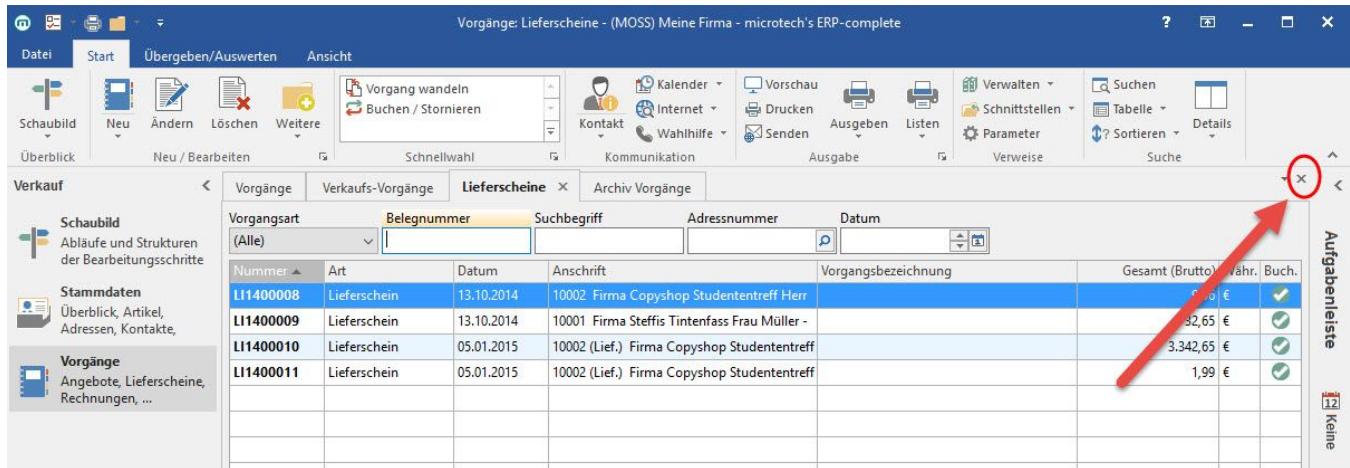 Vorgänge: Lieferscheine - (MOSS) Meine Firma - microtech's ERP-complete
Datei Start Übergeben/Auswerten Ansicht
Schaubild
Überblick
Neu Ändern Löschen Weitere
Neu / Bearbeiten
Vorgang wandeln
Buchen / Stornieren
Schnellwahl
Kontakt
Kalender
Internet
Wahlhilfe
Kommunikation
Vorschau
Drucken
Senden
Ausgeben Listen
Ausgabe
Verwalten
Schnittstellen
Parameter
Verweise
Suchen
Tabelle
Sortieren
Details
Suche
Verkauf
Schaubild
Abläufe und Strukturen
der Bearbeitungsschritte
Stammdaten
Überblick, Artikel,
Adressen, Kontakte,
Vorgänge
Angebote, Lieferscheine,
Rechnungen, ...
Vorgänge Verkaufs-Vorgänge Lieferscheine Archiv Vorgänge
Vorgangsart Belegnummer Suchbegriff Adressnummer Datum
(Alle)
Nummer Art Datum Anschrift Vorgangsbezeichnung Gesamt (Brutto) Währ. Buch.
LI1400008 Lieferschein 13.10.2014 10002 Firma Copyshop Studententreff Herr €
LI1400009 Lieferschein 13.10.2014 10001 Firma Steffis Tintenfass Frau Müller - €
LI1400010 Lieferschein 05.01.2015 10002 (Lief.) Firma Copyshop Studententreff 3.342,65 €
LI1400011 Lieferschein 05.01.2015 10002 (Lief.) Firma Copyshop Studententreff 1,99 €
Aufgabenleiste
12 Keine